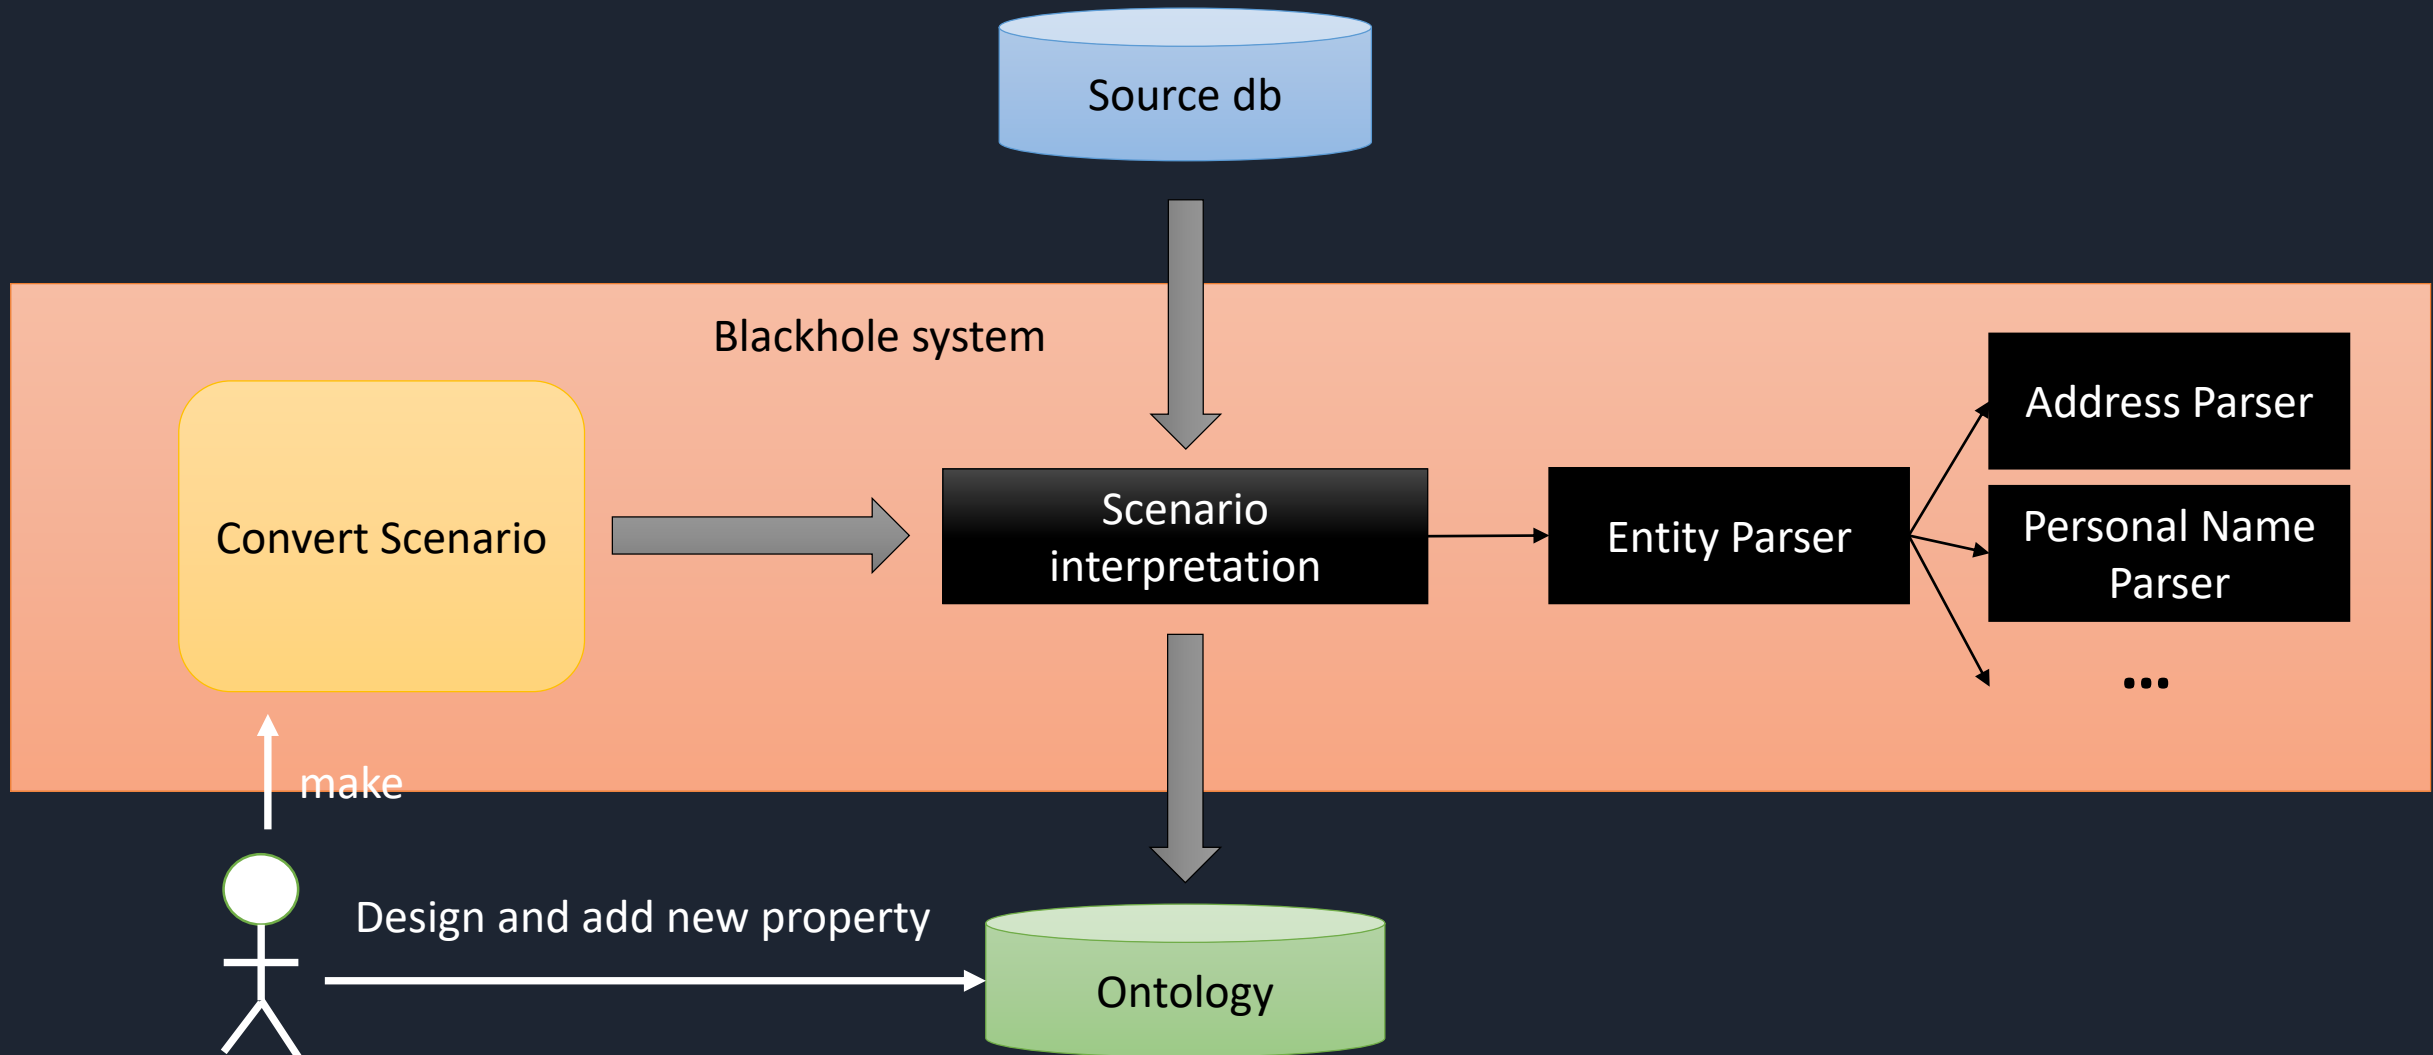 Source db
Blackhole system
Address Parser
Convert Scenario
Scenario
interpretation
Entity Parser
Personal Name
Parser
...
make
Design and add new property
Ontology